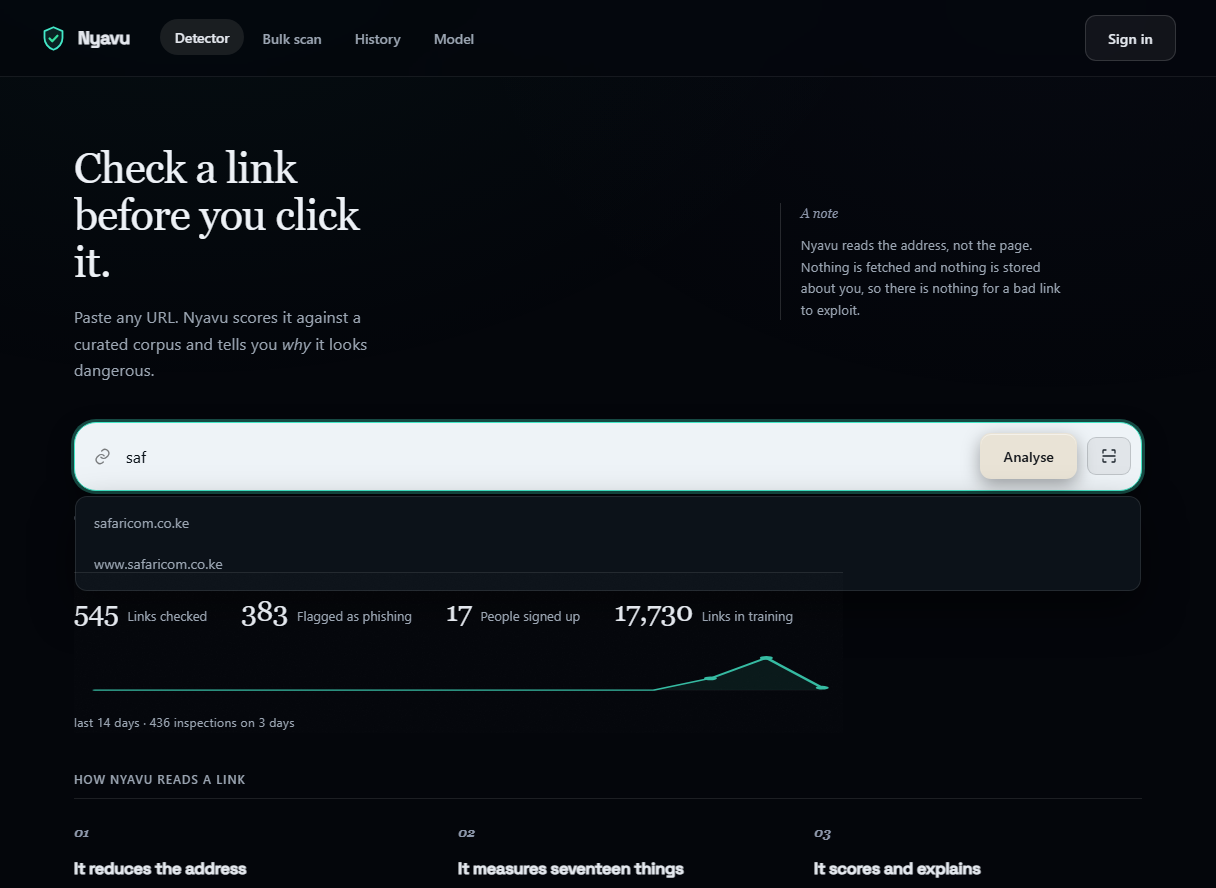 Nyavu
Detector
Bulk scan
History
Model
Sign in
Check a link
before you click
it.
Paste any URL. Nyavu scores it against a
curated corpus and tells you why it looks
dangerous.
A note
Nyavu reads the address, not the page.
Nothing is fetched and nothing is stored
about you, so there is nothing for a bad link
to exploit.
saf
Analyse
safaricom.co.ke
www.safaricom.co.ke
545 Links checked
383 Flagged as phishing
17 People signed up
17,730 Links in training
last 14 days · 436 inspections on 3 days
HOW NYAVU READS A LINK
01
It reduces the address
02
It measures seventeen things
03
It scores and explains